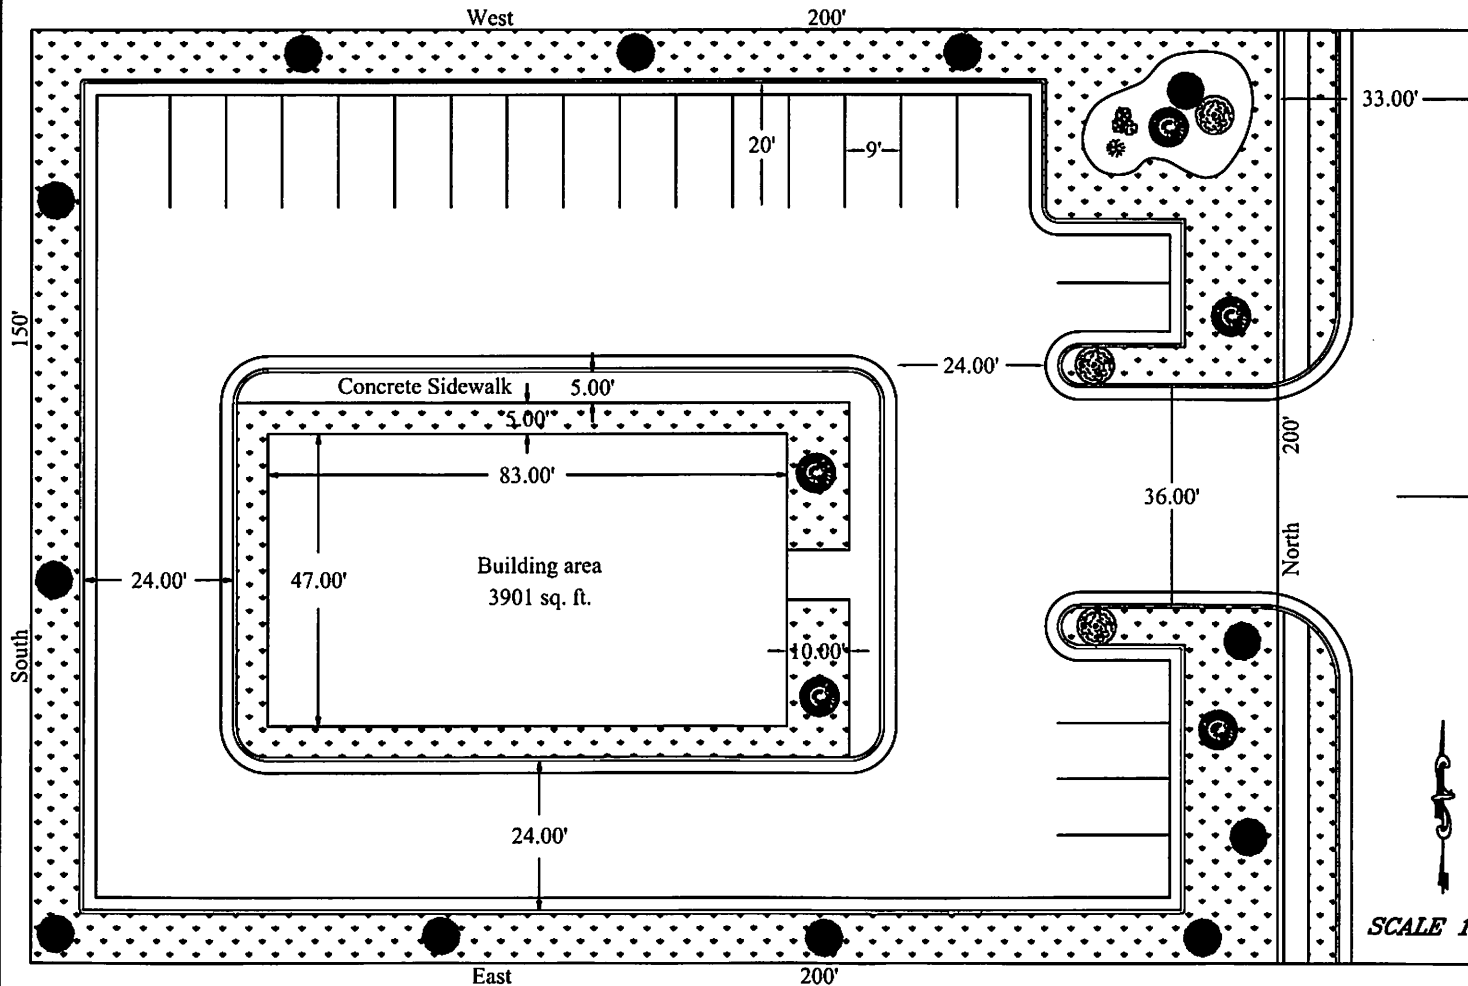 West 200'
33.00'
20'
9'
150'
24.00'
Concrete Sidewalk 5.00'
5.00'
200'
83.00'
36.00'
North
Building area
3901 sq. ft.
24.00' 47.00'
South
10.00'
24.00'
SCALE 1
East 200'